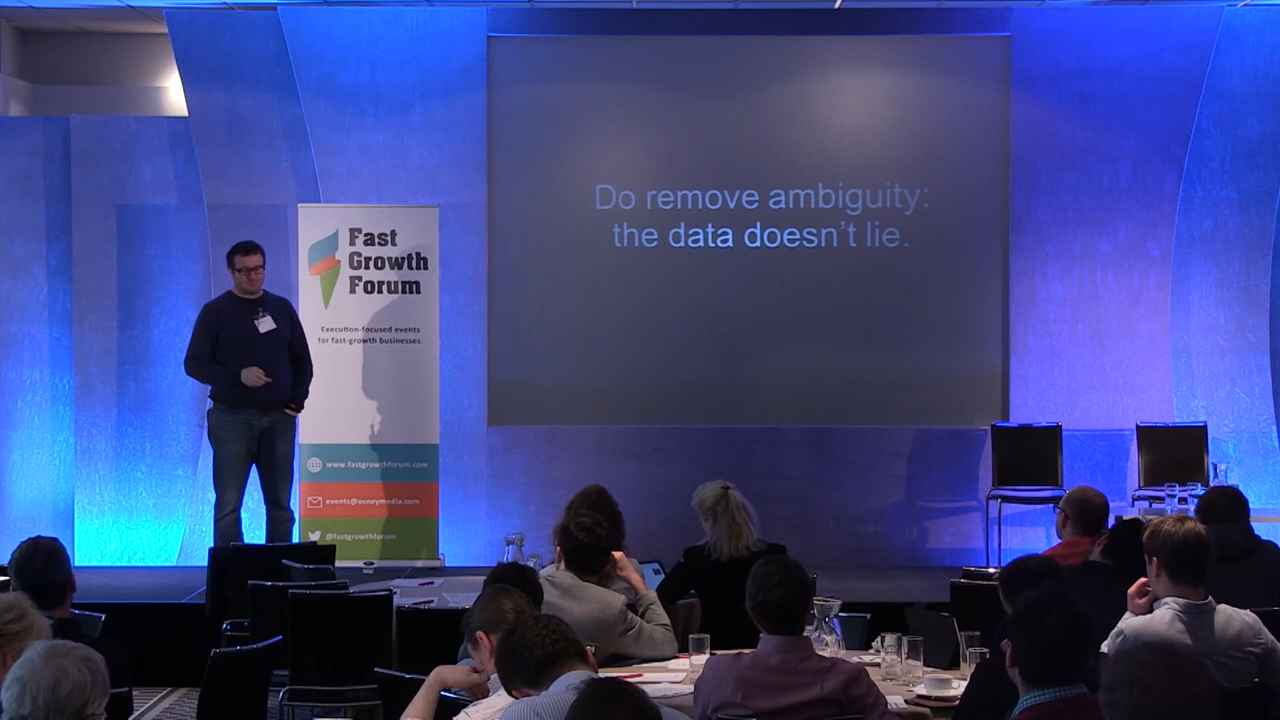 Do remove ambiguity:
the data doesn't lie.
Fast
Growth
Forum
Execution-focused events
for fast-growth businesses.
www.fastgrowthforum.com
events@osneymedia.com
@fastgrowthforum